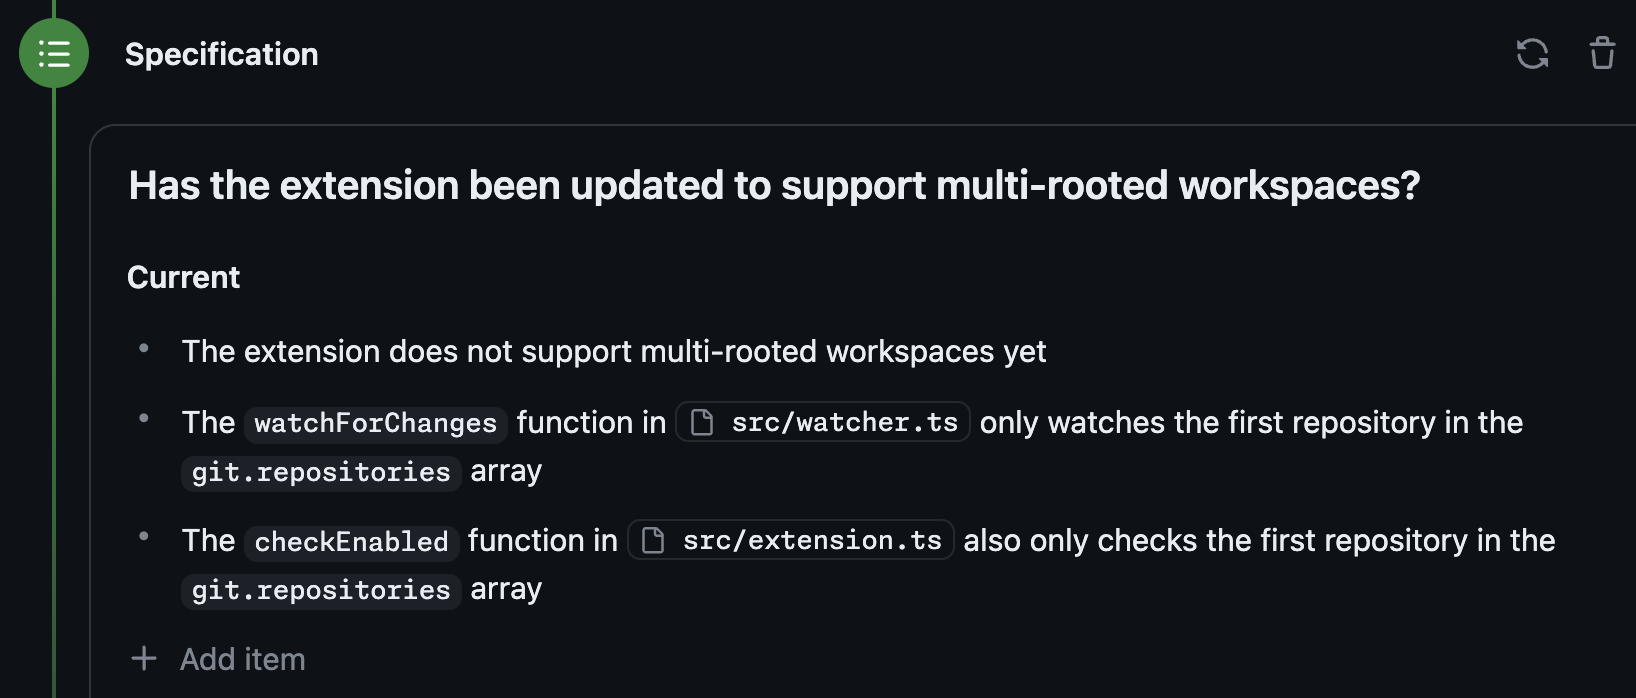 Specification
Has the extension been updated to support multi-rooted workspaces?
Current
The extension does not support multi-rooted workspaces yet
The watchForChanges function in src/watcher.ts only watches the first repository in the
git.repositories array
The checkEnabled function in src/extension.ts also only checks the first repository in the
git.repositories array
Add item